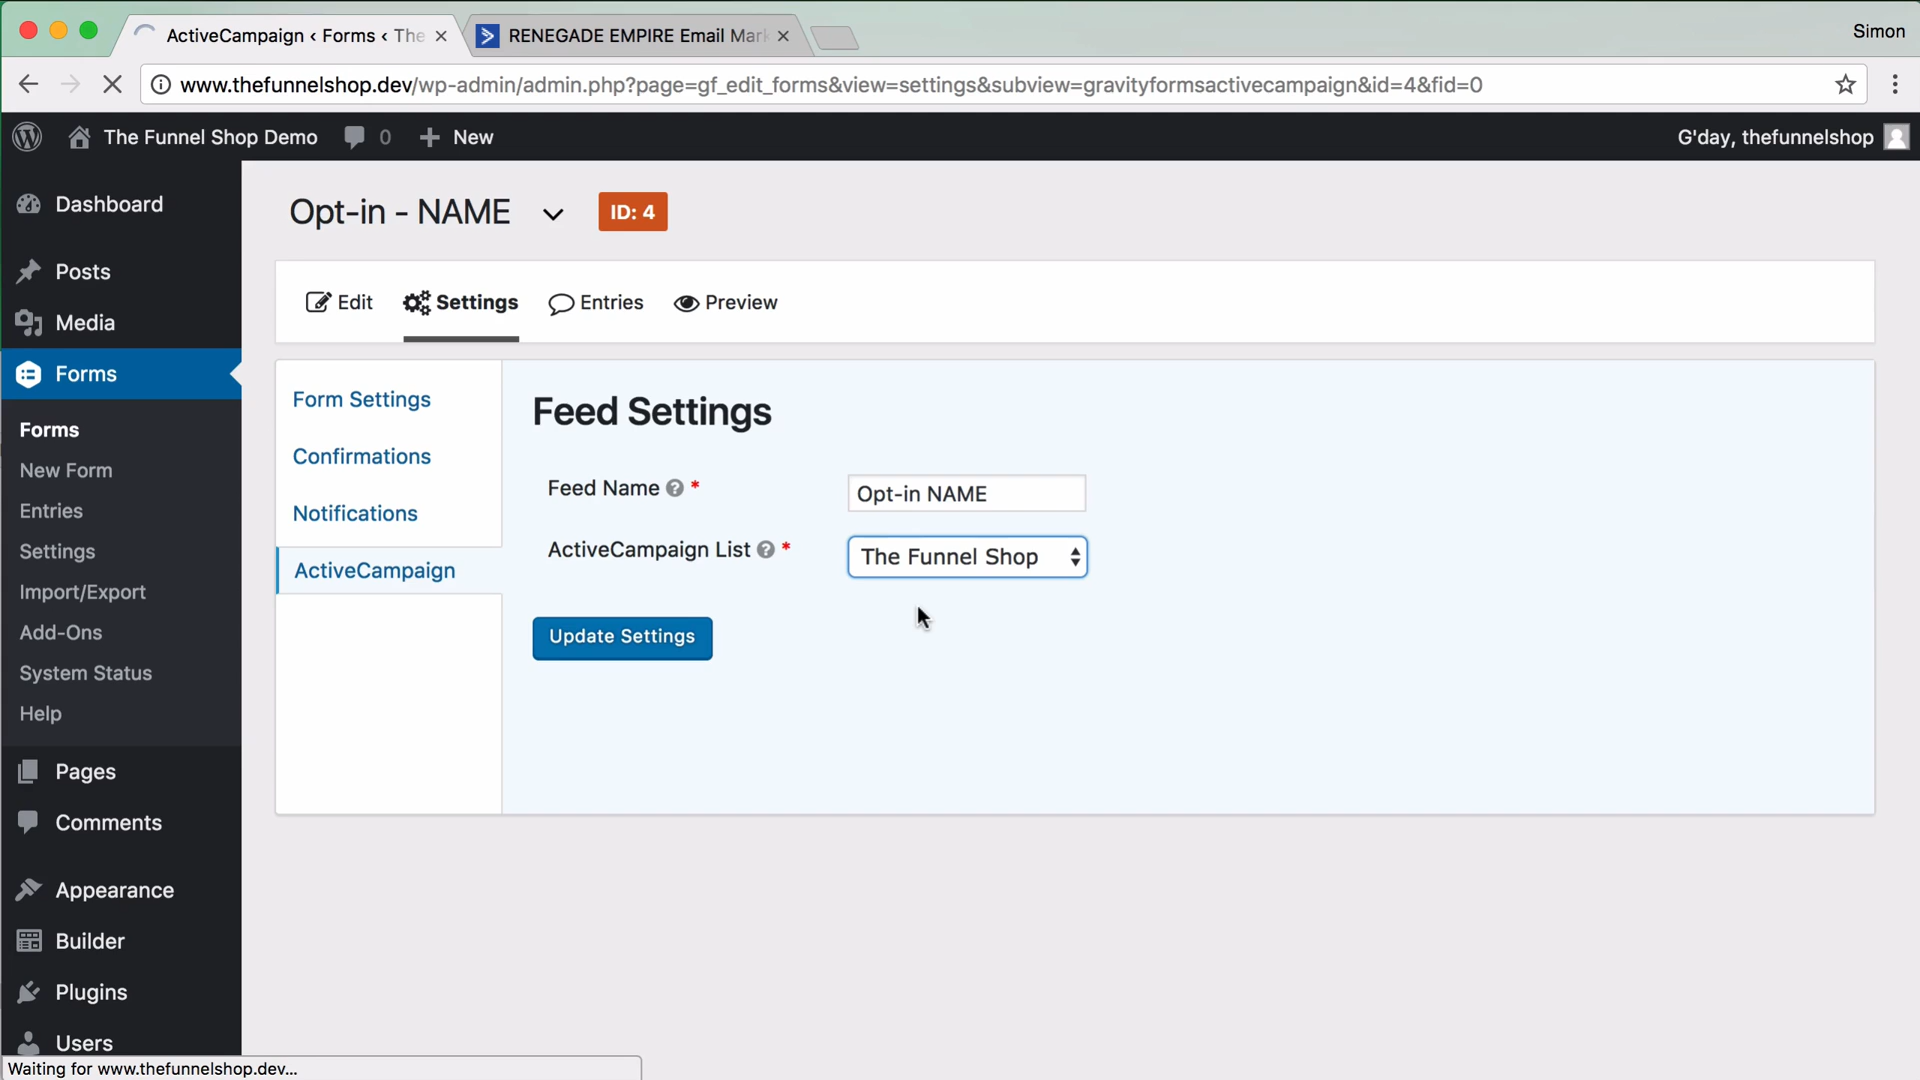 ActiveCampaign ‹ Forms ‹ The
RENEGADE EMPIRE Email Mark
Simon
www.thefunnelshop.dev/wp-admin/admin.php?page=gf_edit_forms&view=settings&subview=gravityformsactivecampaign&id=4&fid=0
The Funnel Shop Demo
0
New
G'day, thefunnelshop
Dashboard
Posts
Media
Forms
Forms
New Form
Entries
Settings
Import/Export
Add-Ons
System Status
Help
Pages
Comments
Appearance
Builder
Plugins
Users
Opt-in - NAME
ID: 4
Edit
Settings
Entries
Preview
Form Settings
Confirmations
Notifications
ActiveCampaign
Feed Settings
Feed Name ? *
Opt-in NAME
ActiveCampaign List ? *
The Funnel Shop
Update Settings
Waiting for www.thefunnelshop.dev...